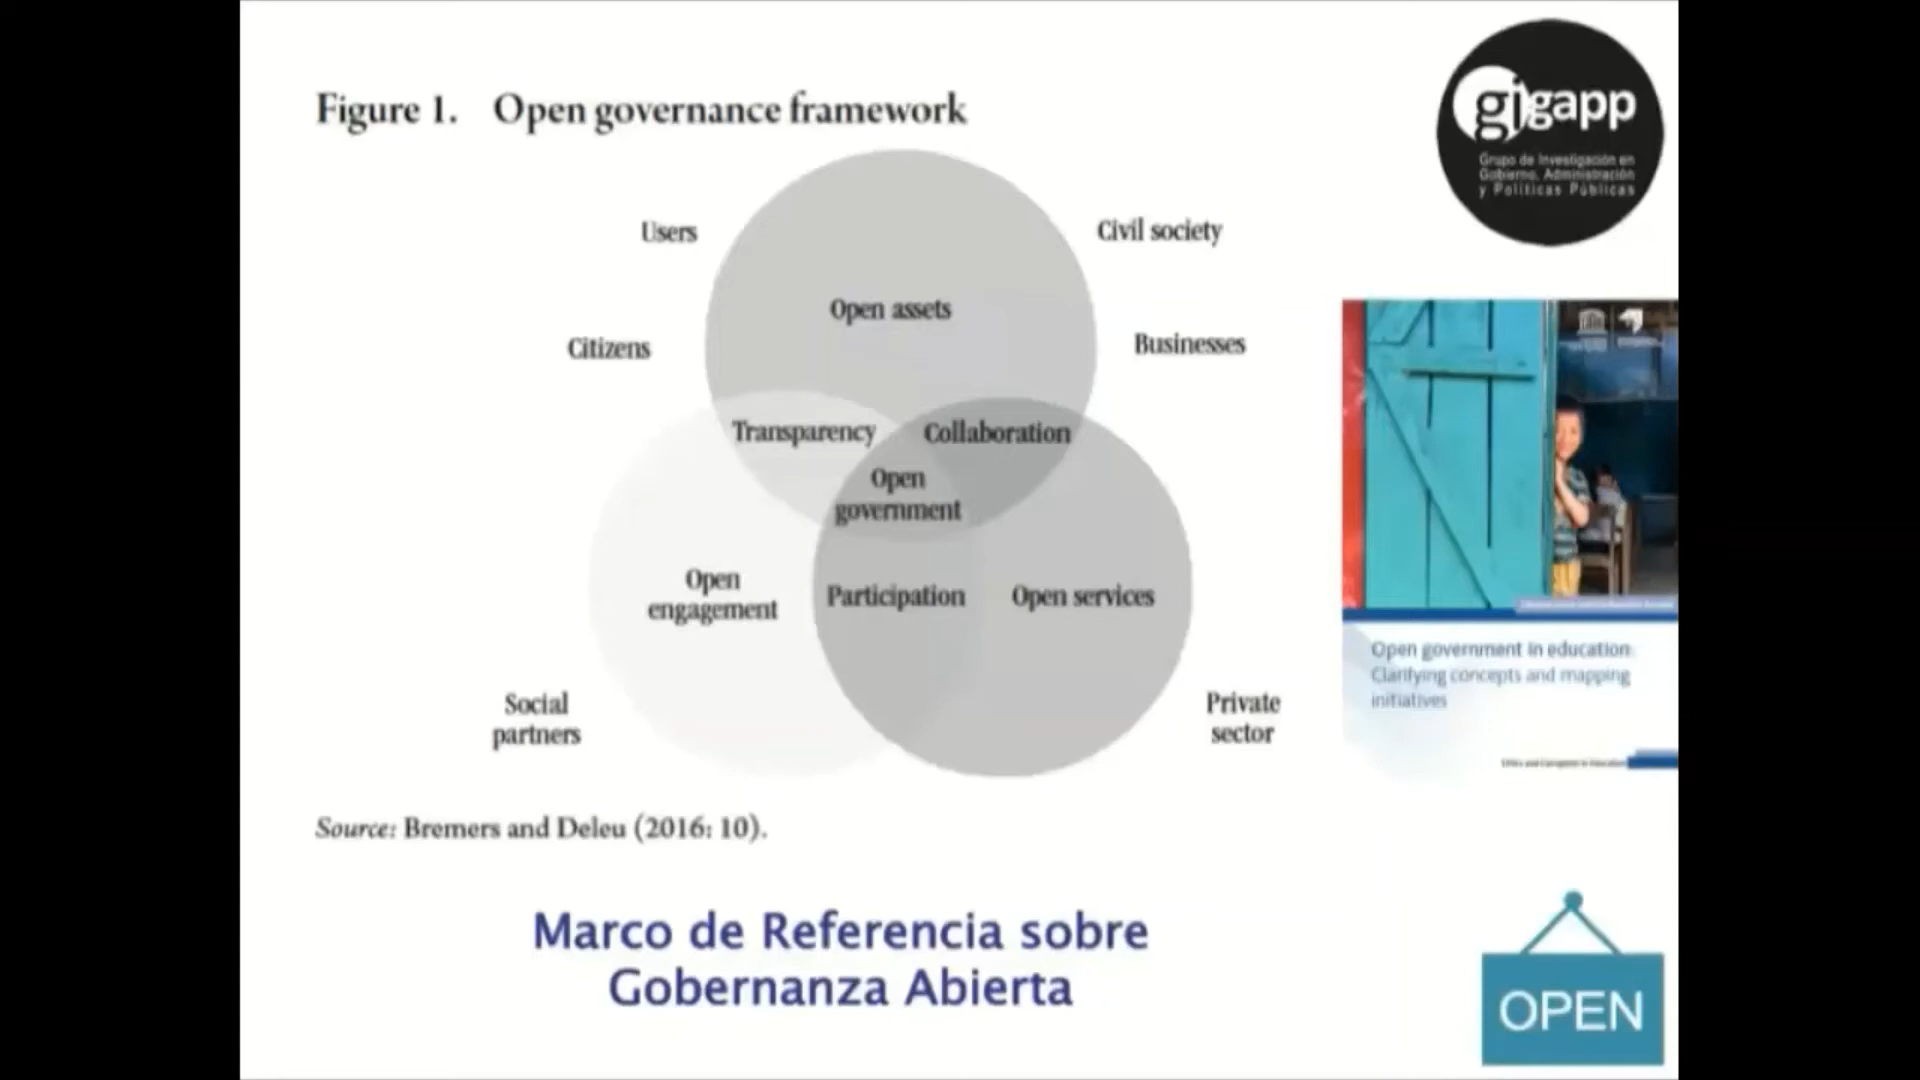 Figure 1. Open governance framework
gigapp
Grupo de Investigación en
Gobierno, Administración
y Políticas Públicas
Users
Civil society
Open assets
Citizens
Businesses
Transparency
Collaboration
Open
government
Open
engagement
Participation
Open services
Social
partners
Private
sector
Open government in education:
Clarifying concepts and mapping
initiatives
Source: Bremers and Deleu (2016: 10).
Marco de Referencia sobre
Gobernanza Abierta
OPEN